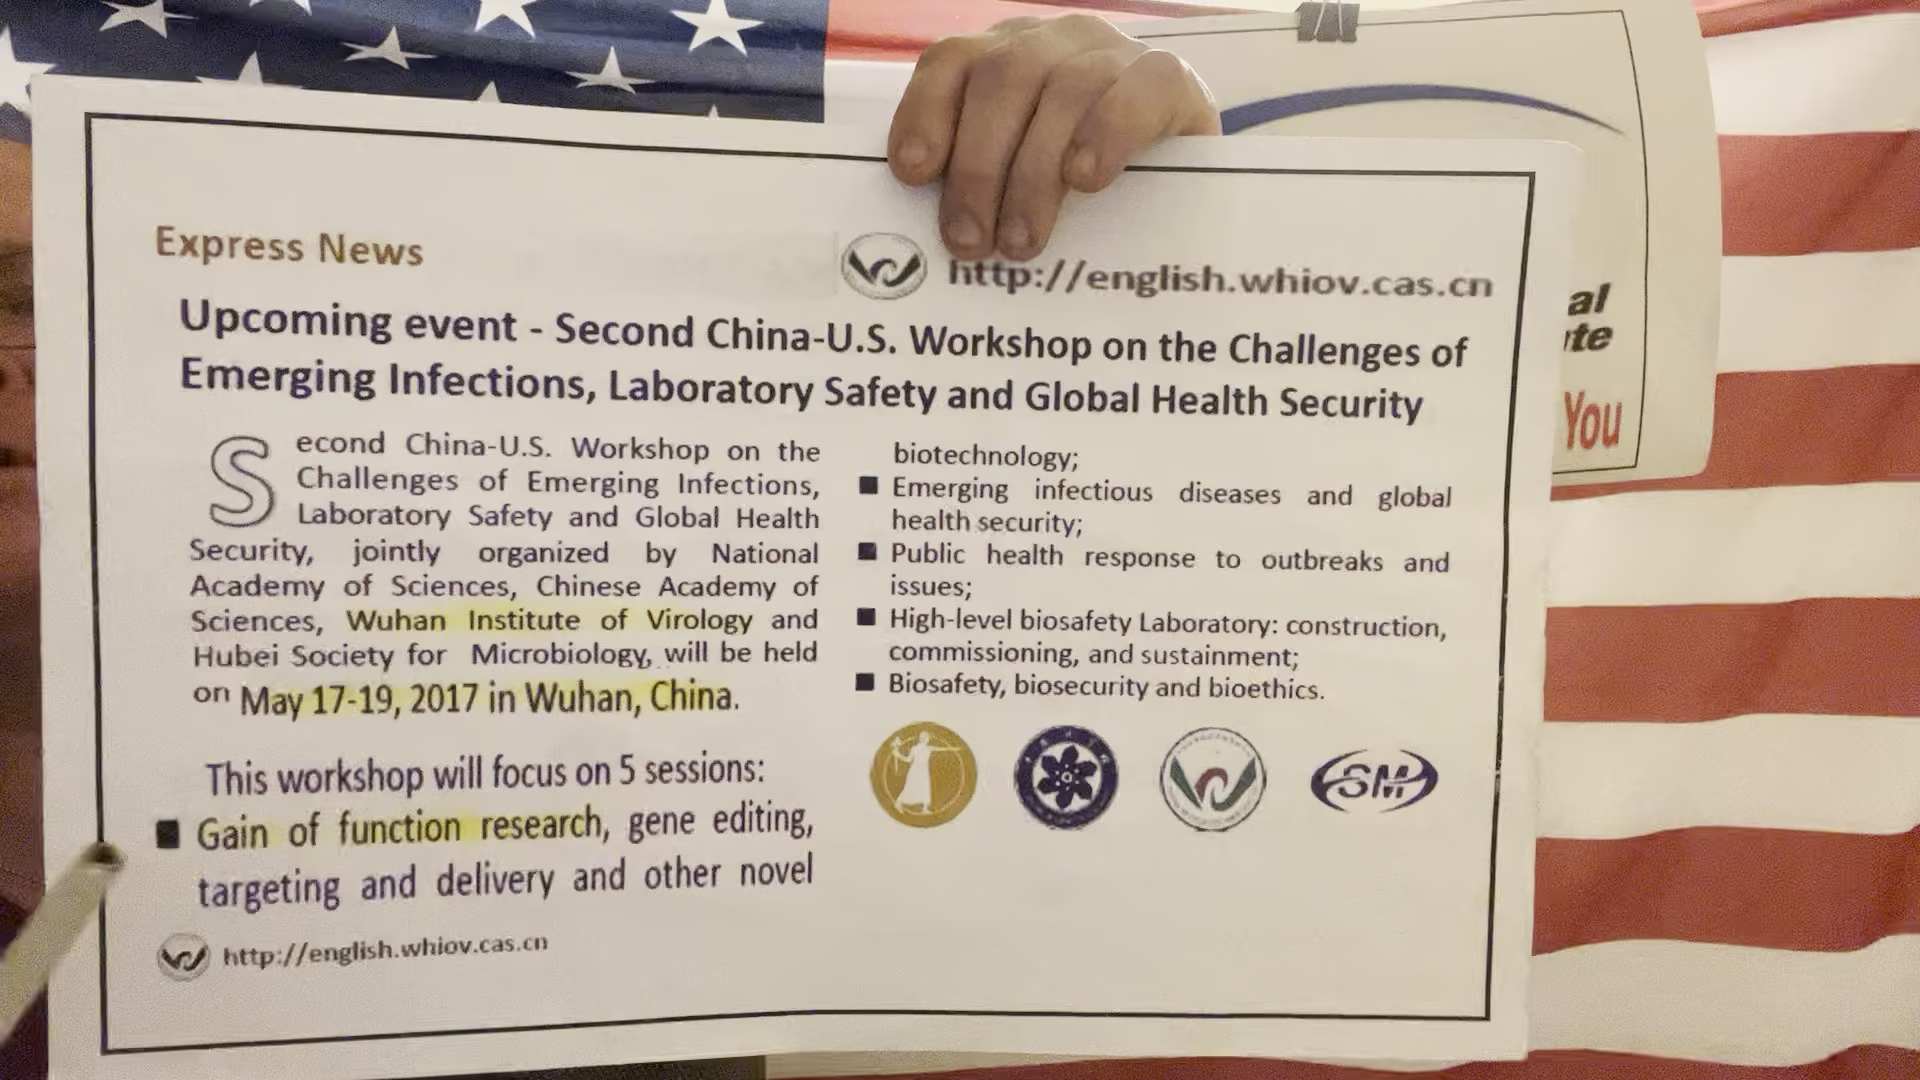 Express News
http://english.whiov.cas.cn
Upcoming event - Second China-U.S. Workshop on the Challenges of
Emerging Infections, Laboratory Safety and Global Health Security
Second China-U.S. Workshop on the
Challenges of Emerging Infections,
Laboratory Safety and Global Health
Security, jointly organized by National
Academy of Sciences, Chinese Academy of
Sciences, Wuhan Institute of Virology and
Hubei Society for Microbiology, will be held
on May 17-19, 2017 in Wuhan, China.
This workshop will focus on 5 sessions:
■ Gain of function research, gene editing,
targeting and delivery and other novel
http://english.whiov.cas.cn
biotechnology;
■ Emerging infectious diseases and global
health security;
■ Public health response to outbreaks and
issues;
■ High-level biosafety Laboratory: construction,
commissioning, and sustainment;
■ Biosafety, biosecurity and bioethics.
SM
al
te
You